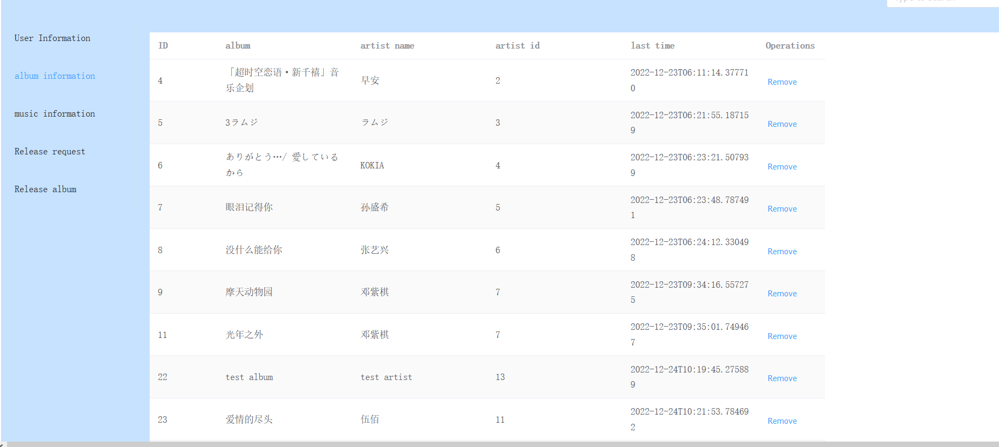 Type to search
User Information
album information
music information
Release request
Release album
ID album artist name artist id last time Operations
4 「超时空恋语·新千禧」音乐企划 早安 2 2022-12-23T06:11:14.377710 Remove
5 3ラムジ ラムジ 3 2022-12-23T06:21:55.187159 Remove
6 ありがとう…/ 愛しているから KOKIA 4 2022-12-23T06:23:21.507939 Remove
7 眼泪记得你 孙盛希 5 2022-12-23T06:23:48.787491 Remove
8 没什么能给你 张艺兴 6 2022-12-23T06:24:12.330498 Remove
9 摩天动物园 邓紫棋 7 2022-12-23T09:34:16.557275 Remove
11 光年之外 邓紫棋 7 2022-12-23T09:35:01.749467 Remove
22 test album test artist 13 2022-12-24T10:19:45.275889 Remove
23 爱情的尽头 伍佰 11 2022-12-24T10:21:53.784692 Remove